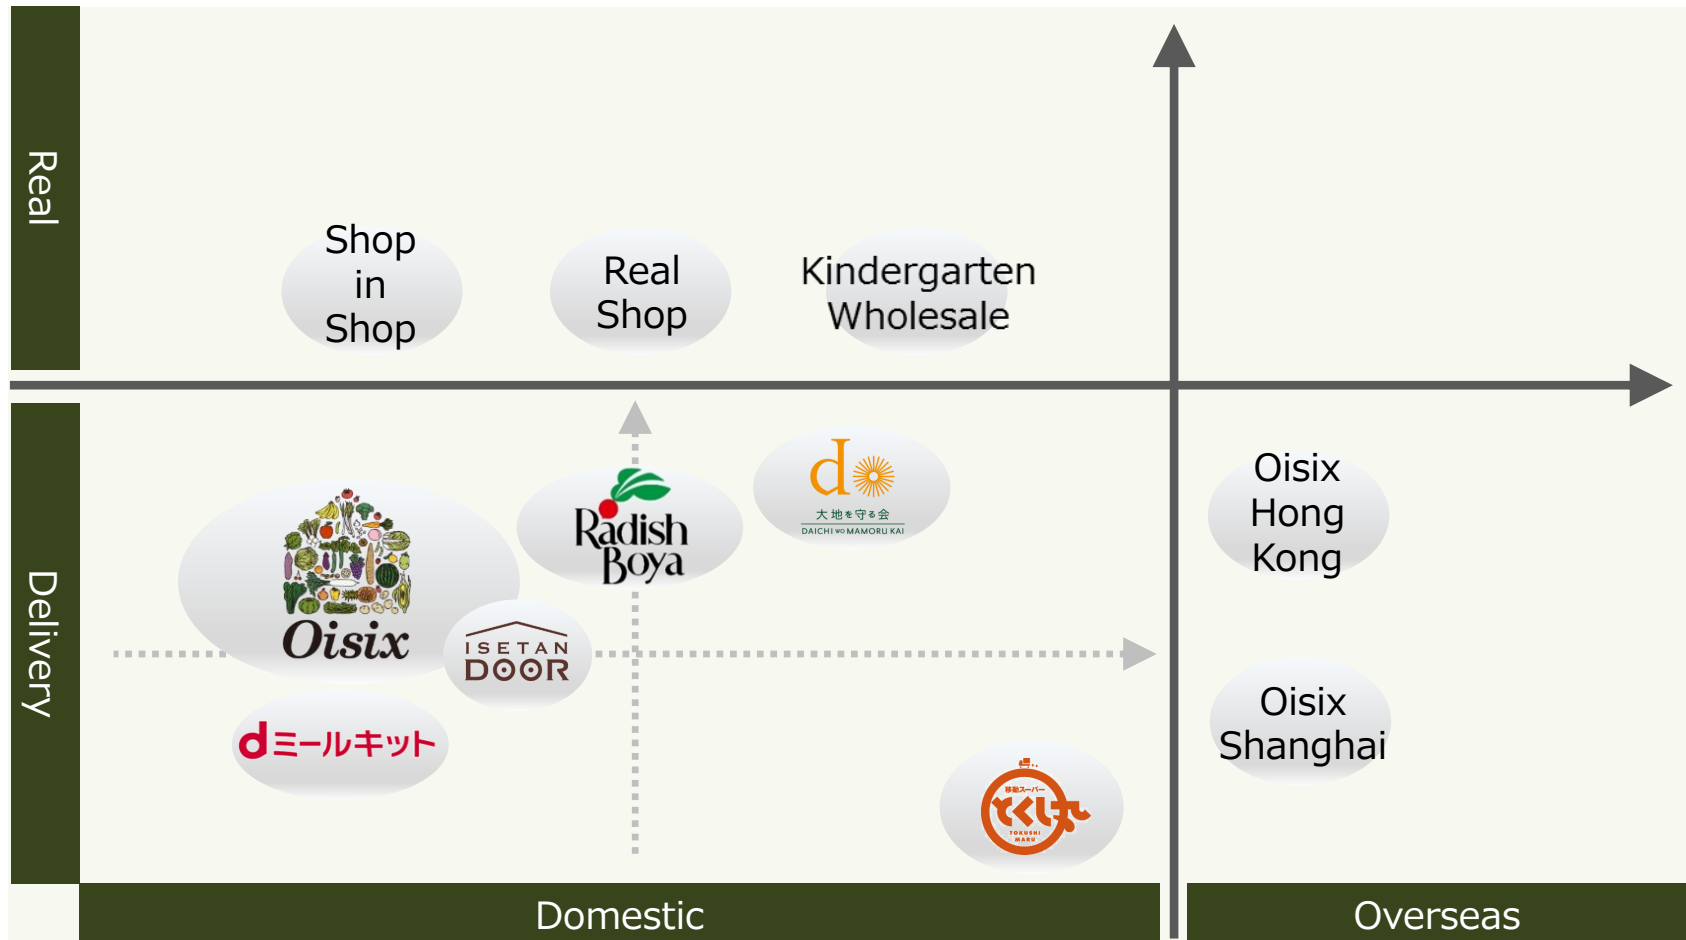 Real
Shop
in
Shop
Real
Shop
Kindergarten
Wholesale
Delivery
Oisix
Radish
Boya
do
大地を守る会
DAICHI WO MAMORU KAI
ISETAN
DOOR
dミールキット
移動スーパー
とくし丸
TOKUSHI
MARU
Oisix
Hong
Kong
Oisix
Shanghai
Domestic
Overseas